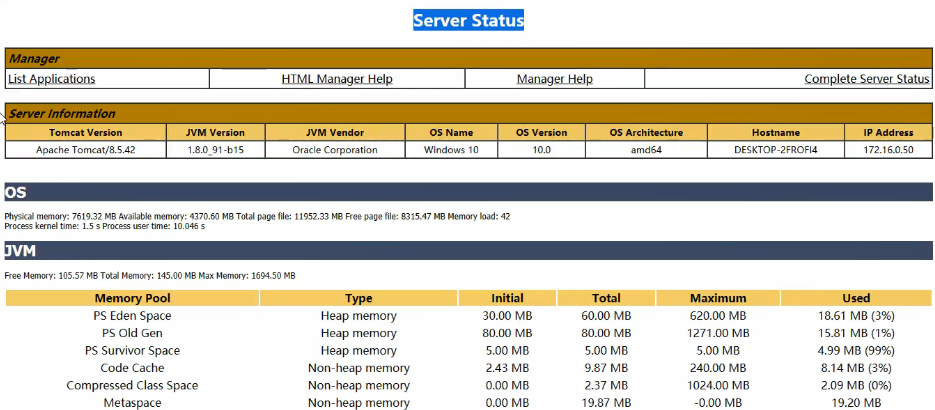 Server Status
Manager
List Applications HTML Manager Help Manager Help Complete Server Status
Server Information
Tomcat Version JVM Version JVM Vendor OS Name OS Version OS Architecture Hostname IP Address
Apache Tomcat/8.5.42 1.8.0_91-b15 Oracle Corporation Windows 10 10.0 amd64 DESKTOP-2FROFI4 172.16.0.50
OS
Physical memory: 7619.32 MB Available memory: 4370.60 MB Total page file: 11952.33 MB Free page file: 8315.47 MB Memory load: 42
Process kernel time: 1.5 s Process user time: 10.046 s
JVM
Free Memory: 105.57 MB Total Memory: 145.00 MB Max Memory: 1694.50 MB
Memory Pool Type Initial Total Maximum Used
PS Eden Space Heap memory 30.00 MB 60.00 MB 620.00 MB 18.61 MB (3%)
PS Old Gen Heap memory 80.00 MB 80.00 MB 1271.00 MB 15.81 MB (1%)
PS Survivor Space Heap memory 5.00 MB 5.00 MB 5.00 MB 4.99 MB (99%)
Code Cache Non-heap memory 2.43 MB 9.87 MB 240.00 MB 8.14 MB (3%)
Compressed Class Space Non-heap memory 0.00 MB 2.37 MB 1024.00 MB 2.09 MB (0%)
Metaspace Non-heap memory 0.00 MB 19.87 MB -0.00 MB 19.20 MB